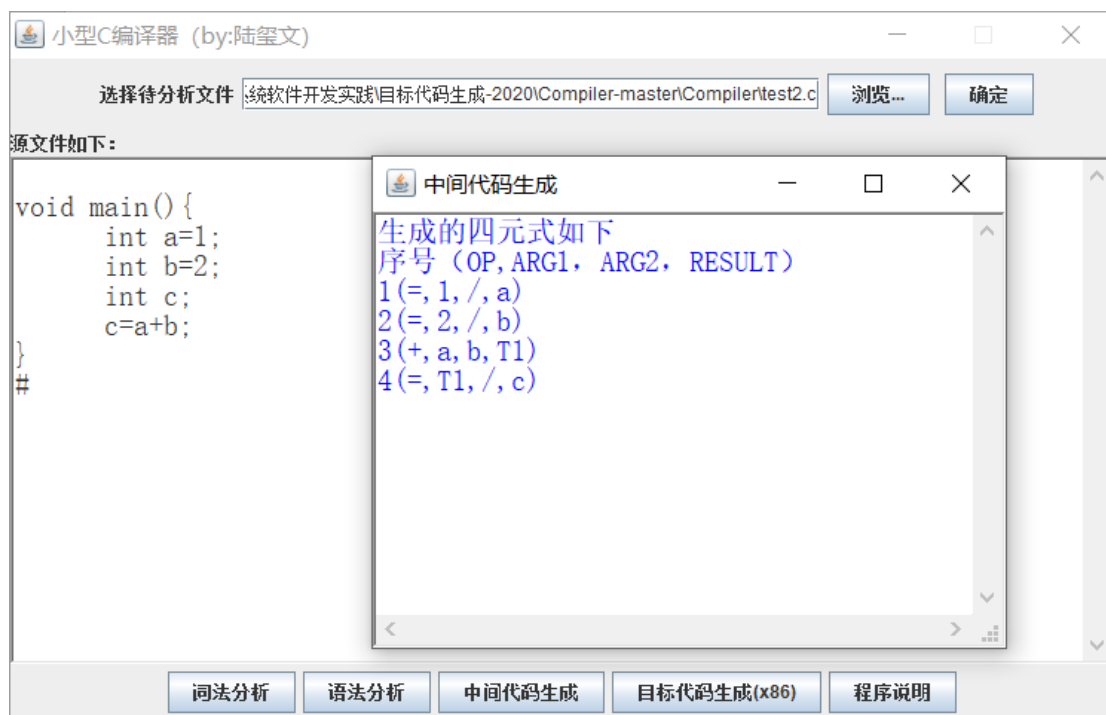 小型C编译器 (by:陆玺文)
选择待分析文件 统软件开发实践\目标代码生成-2020\Compiler-master\Compiler\test2.c 浏览... 确定
源文件如下:
void main(){
int a=1;
int b=2;
int c;
c=a+b;
}
#
中间代码生成
生成的四元式如下
序号（OP,ARG1，ARG2，RESULT）
1(=,1,/,a)
2(=,2,/,b)
3(+,a,b,T1)
4(=,T1,/,c)
词法分析 语法分析 中间代码生成 目标代码生成(x86) 程序说明